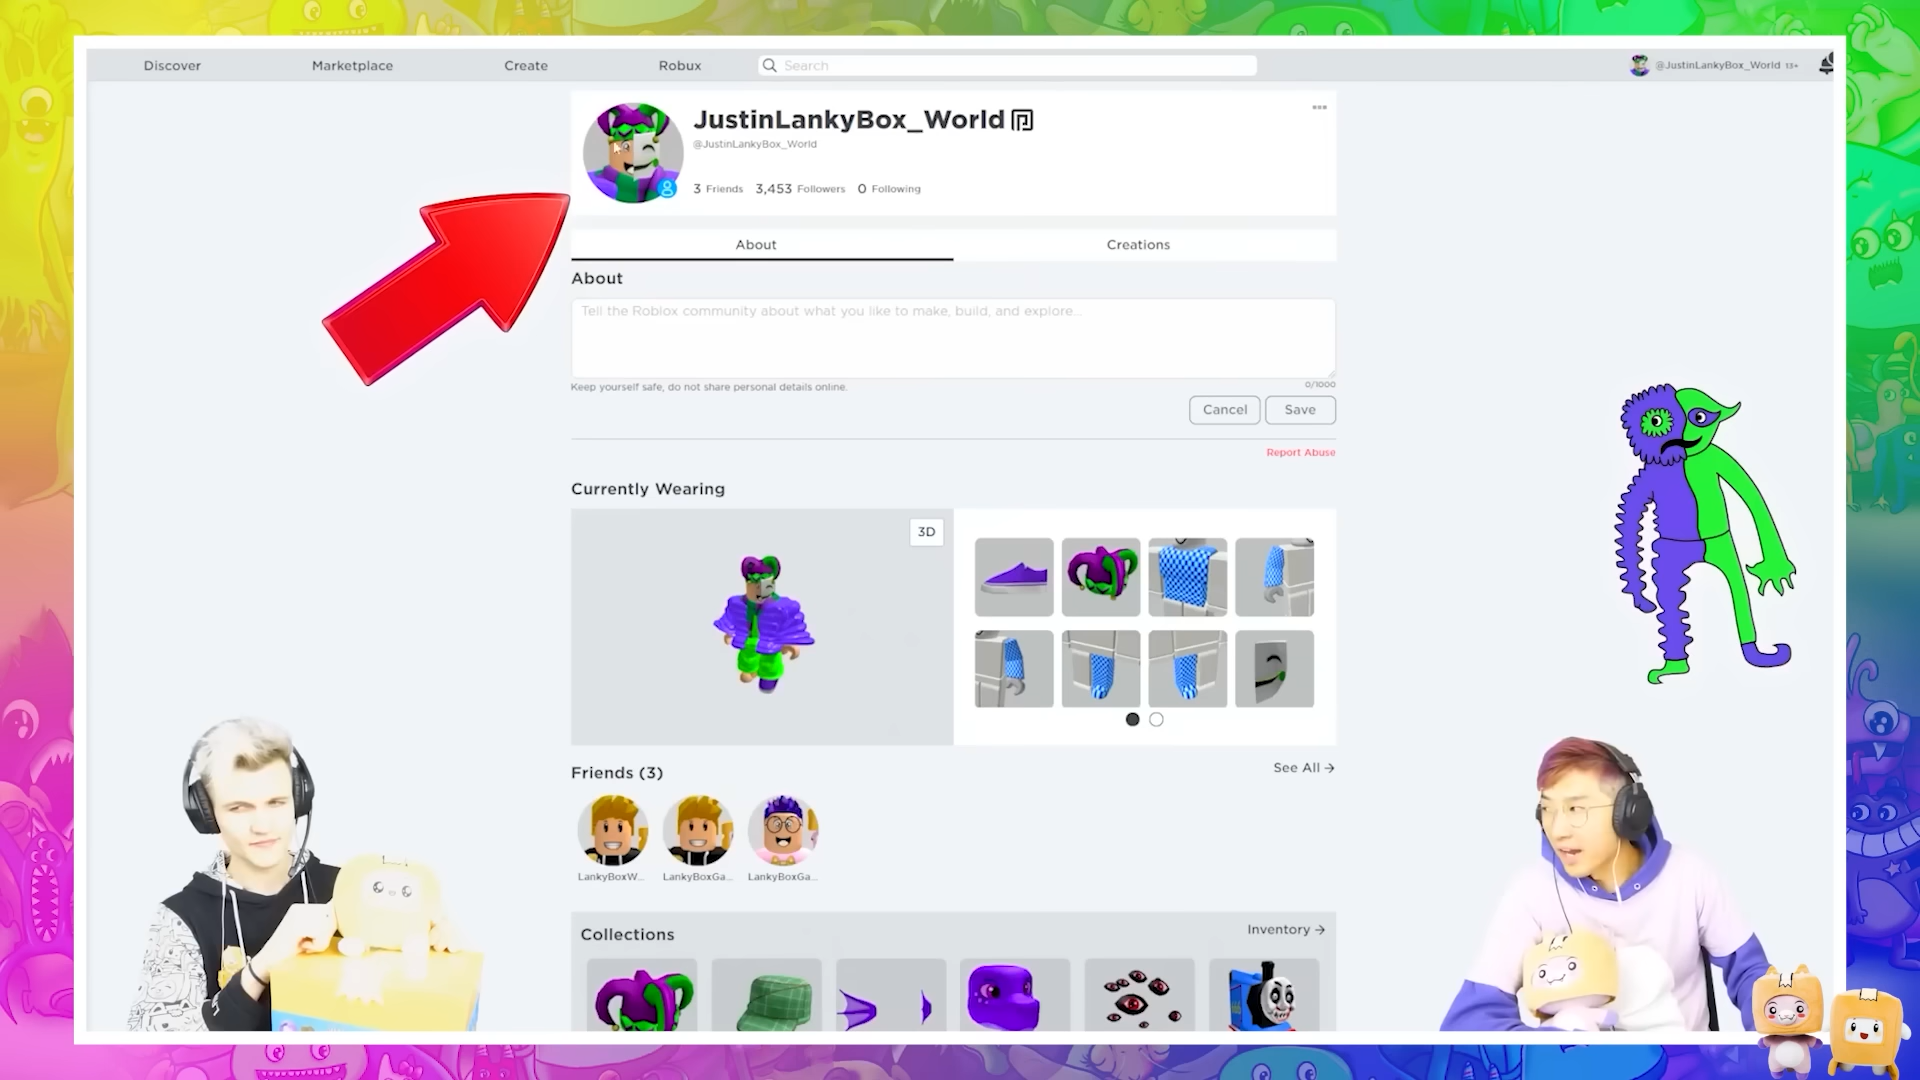 Discover Marketplace Create Robux Search @JustinLankyBox_World 13+
JustinLankyBox_World
@JustinLankyBox_World
3 Friends 3,453 Followers 0 Following
About Creations
About
Tell the Roblox community about what you like to make, build, and explore...
Keep yourself safe, do not share personal details online. 0/1000
Cancel Save
Report Abuse
Currently Wearing
3D
Friends (3) See All
LankyBoxW... LankyBoxGa... LankyBoxGa...
Collections Inventory